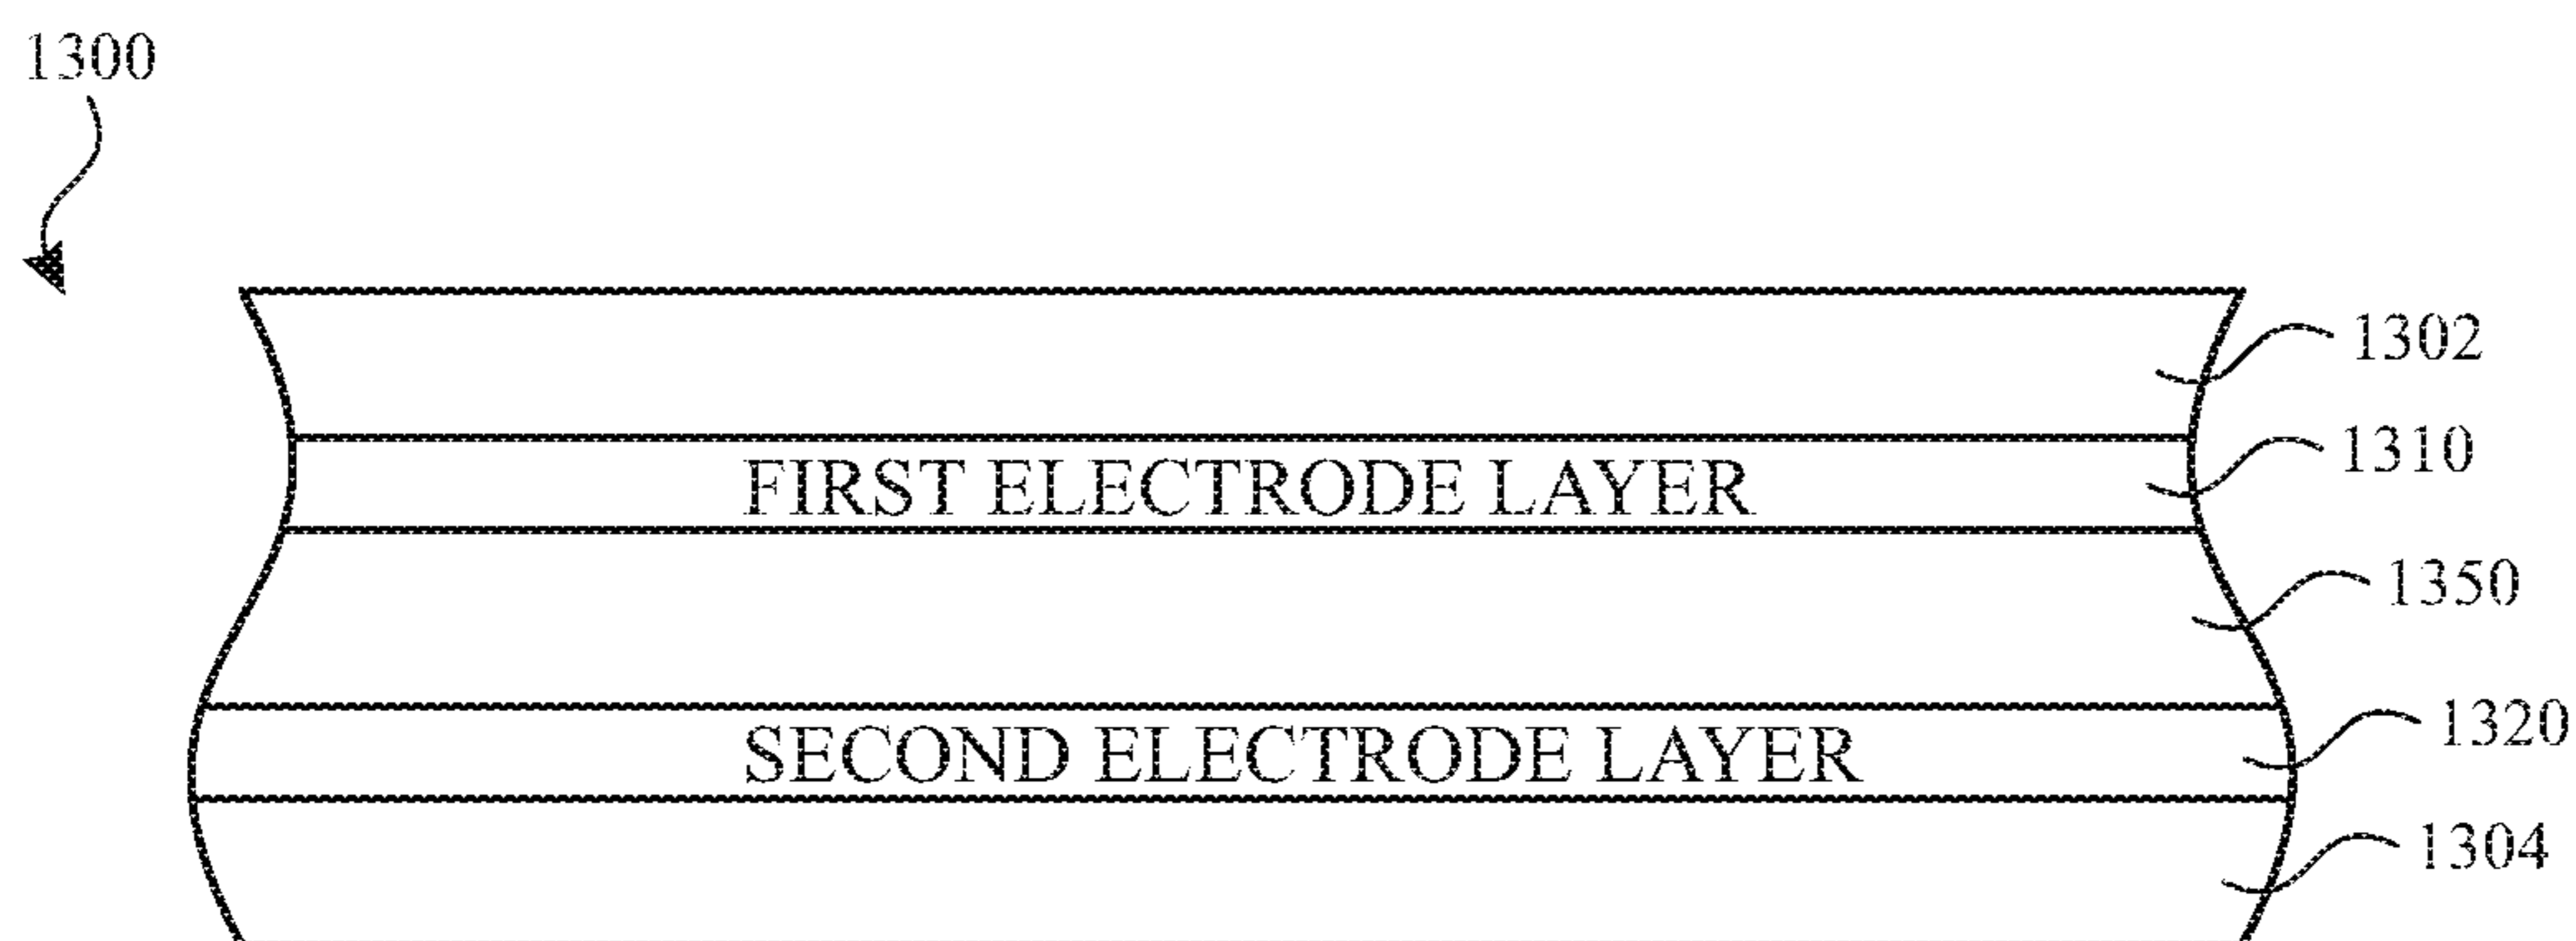 1300
1302
FIRST ELECTRODE LAYER 1310
1350
SECOND ELECTRODE LAYER 1320
1304